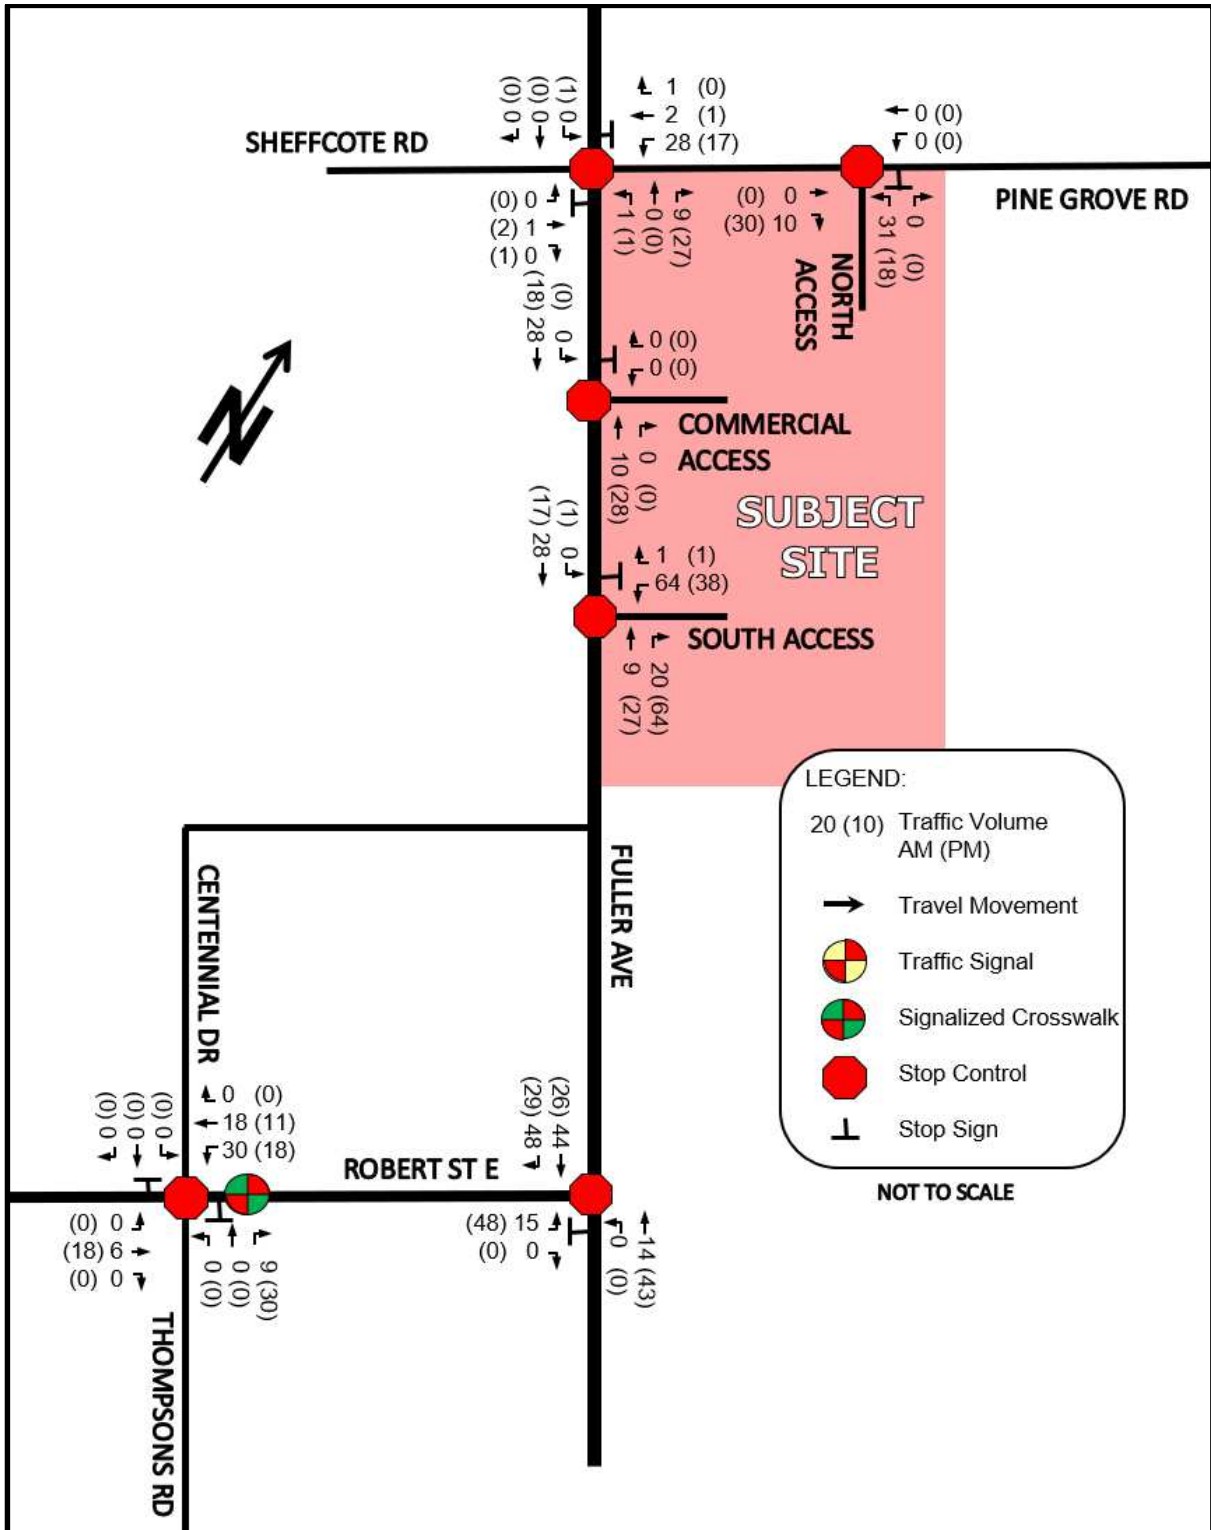 (0) 0
(0) 0
(1) 0
1 (0)
2 (1)
28 (17)
0 (0)
0 (0)
SHEFFCOTE RD
PINE GROVE RD
(0) 0
(2) 1
(1) 0
1 (1)
0 (0)
9 (27)
(0) 0
(30) 10
31 (18)
0 (0)
NORTH
ACCESS
(18) 28
(0) 0
0 (0)
0 (0)
N
COMMERCIAL
ACCESS
10 (28)
0 (0)
SUBJECT
SITE
(17) 28
(1) 0
1 (1)
64 (38)
SOUTH ACCESS
9 (27)
20 (64)
LEGEND:
20 (10) Traffic Volume
AM (PM)
Travel Movement
Traffic Signal
Signalized Crosswalk
Stop Control
Stop Sign
NOT TO SCALE
CENTENNIAL DR
FULLER AVE
(0) 0
(0) 0
(0) 0
0 (0)
18 (11)
30 (18)
(29) 48
(26) 44
ROBERT ST E
(0) 0
(18) 6
(0) 0
0 (0)
0 (0)
9 (30)
(48) 15
(0) 0
0 (0)
14 (43)
THOMPSONS RD